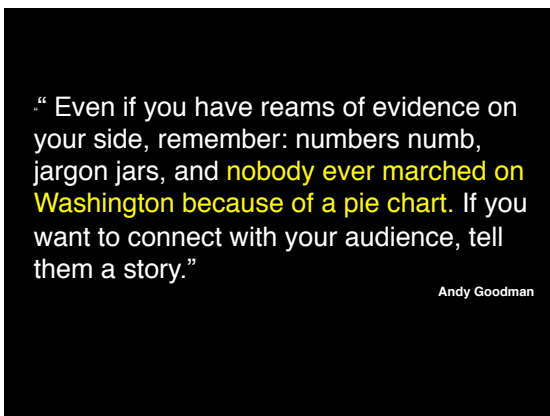 “ “ Even if you have reams of evidence on
your side, remember: numbers numb,
jargon jars, and nobody ever marched on
Washington because of a pie chart. If you
want to connect with your audience, tell
them a story.”
Andy Goodman